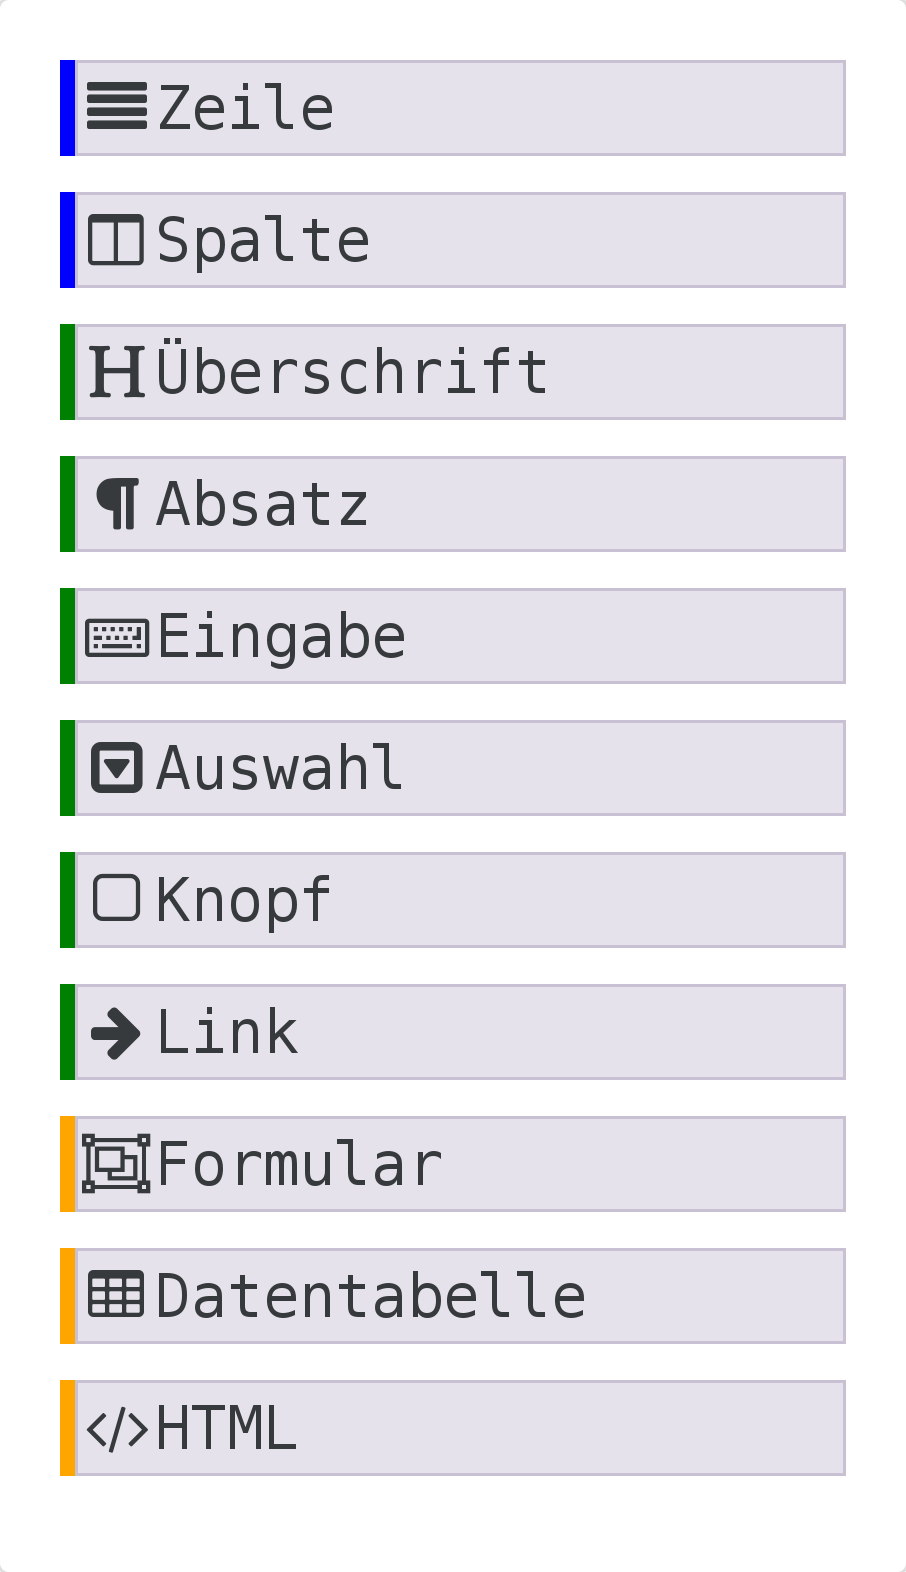 Zeile
Spalte
Überschrift
Absatz
Eingabe
Auswahl
Knopf
Link
Formular
Datentabelle
HTML